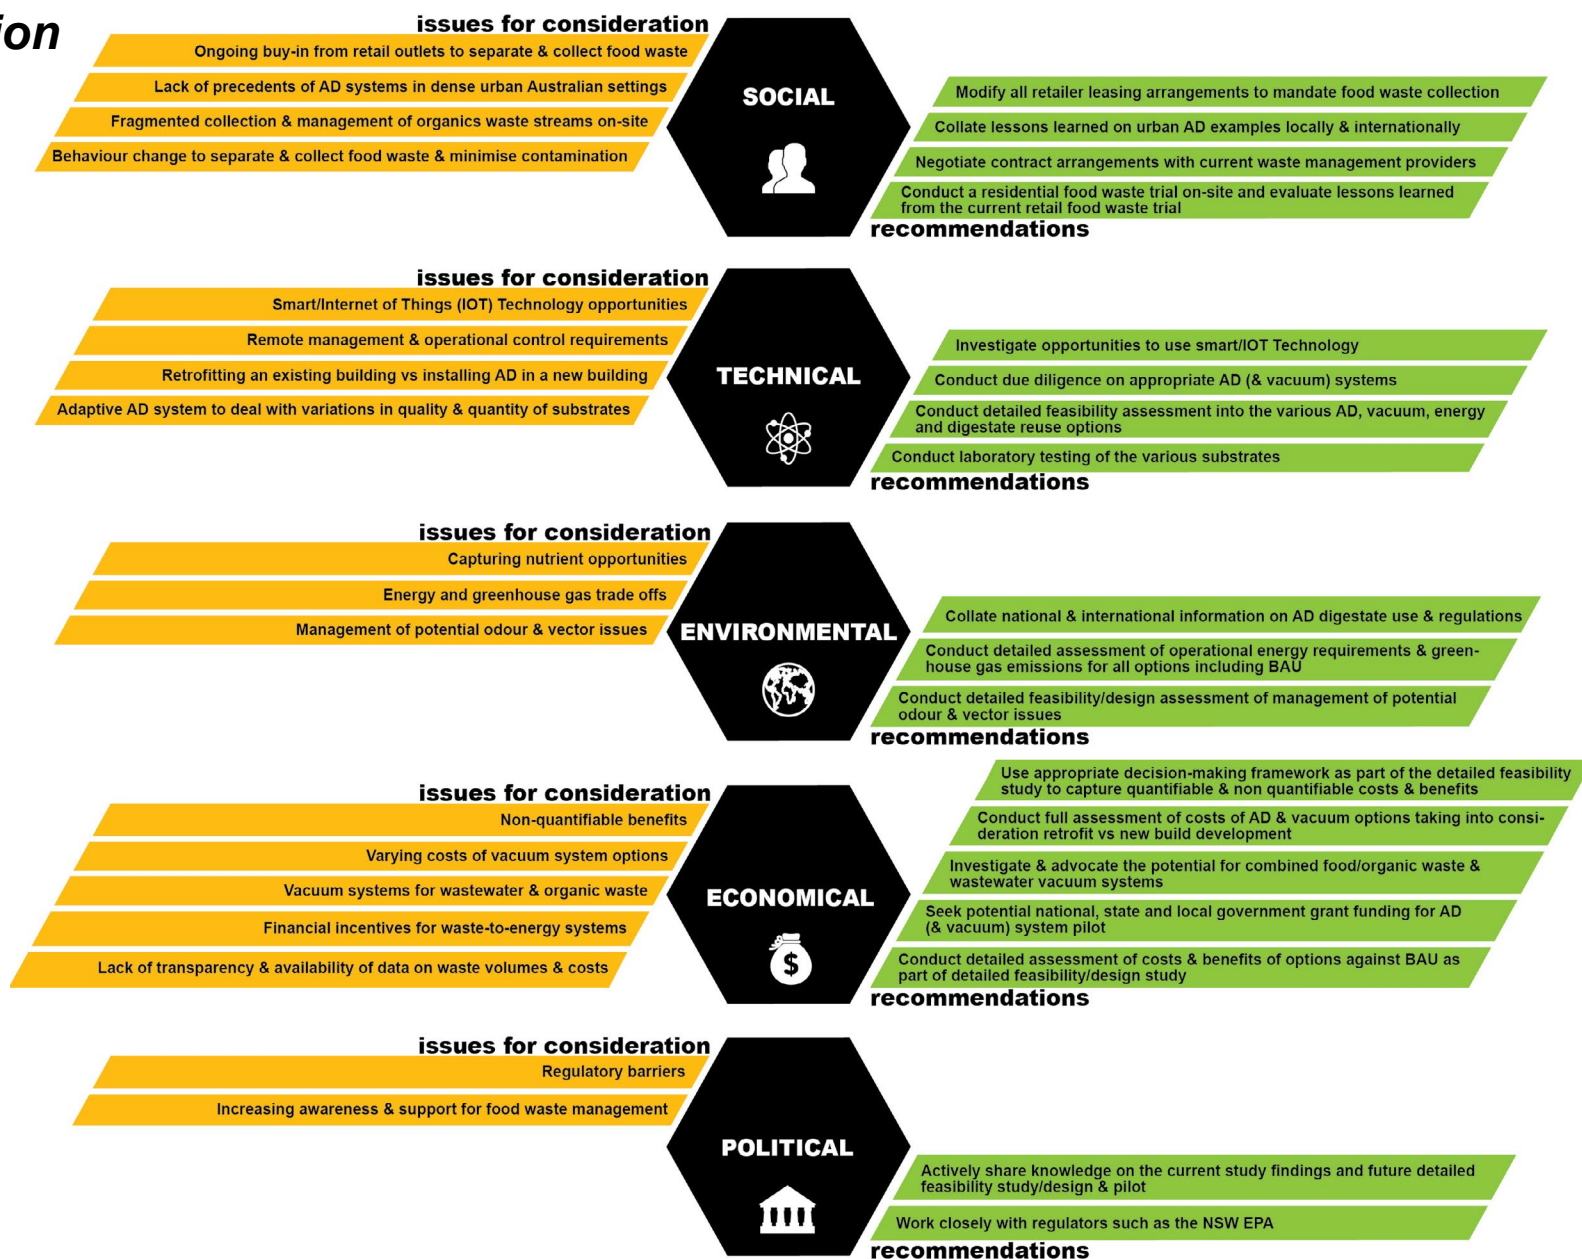 ion
issues for consideration
Ongoing buy-in from retail outlets to separate & collect food waste
Lack of precedents of AD systems in dense urban Australian settings
Fragmented collection & management of organics waste streams on-site
Behaviour change to separate & collect food waste & minimise contamination
SOCIAL
Modify all retailer leasing arrangements to mandate food waste collection
Collate lessons learned on urban AD examples locally & internationally
Negotiate contract arrangements with current waste management providers
Conduct a residential food waste trial on-site and evaluate lessons learned
from the current retail food waste trial
recommendations
issues for consideration
Smart/Internet of Things (IOT) Technology opportunities
Remote management & operational control requirements
Retrofitting an existing building vs installing AD in a new building
Adaptive AD system to deal with variations in quality & quantity of substrates
TECHNICAL
Investigate opportunities to use smart/IOT Technology
Conduct due diligence on appropriate AD (& vacuum) systems
Conduct detailed feasibility assessment into the various AD, vacuum, energy
and digestate reuse options
Conduct laboratory testing of the various substrates
recommendations
issues for consideration
Capturing nutrient opportunities
Energy and greenhouse gas trade offs
Management of potential odour & vector issues
ENVIRONMENTAL
Collate national & international information on AD digestate use & regulations
Conduct detailed assessment of operational energy requirements & green-
house gas emissions for all options including BAU
Conduct detailed feasibility/design assessment of management of potential
odour & vector issues
recommendations
issues for consideration
Non-quantifiable benefits
Varying costs of vacuum system options
Vacuum systems for wastewater & organic waste
Financial incentives for waste-to-energy systems
Lack of transparency & availability of data on waste volumes & costs
ECONOMICAL
$
Use appropriate decision-making framework as part of the detailed feasibility
study to capture quantifiable & non quantifiable costs & benefits
Conduct full assessment of costs of AD & vacuum options taking into consi-
deration retrofit vs new build development
Investigate & advocate the potential for combined food/organic waste &
wastewater vacuum systems
Seek potential national, state and local government grant funding for AD
(& vacuum) system pilot
Conduct detailed assessment of costs & benefits of options against BAU as
part of detailed feasibility/design study
recommendations
issues for consideration
Regulatory barriers
Increasing awareness & support for food waste management
POLITICAL
Actively share knowledge on the current study findings and future detailed
feasibility study/design & pilot
Work closely with regulators such as the NSW EPA
recommendations